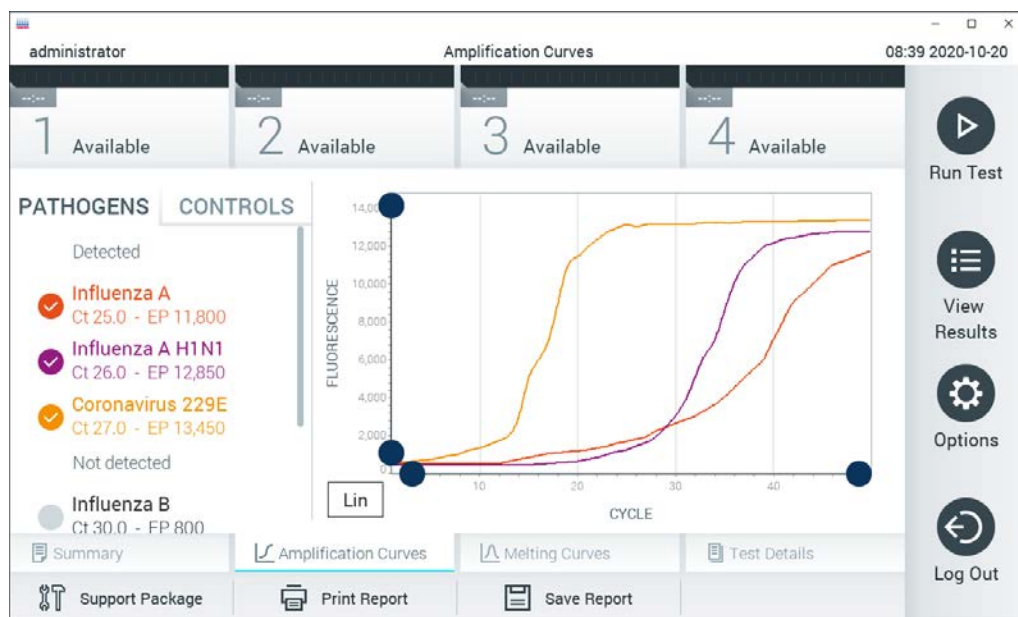 administrator
Amplification Curves
08:39 2020-10-20
--:--
1 Available
--:--
2 Available
--:--
3 Available
--:--
4 Available
Run Test
View
Results
Options
Log Out
PATHOGENS
CONTROLS
Detected
Influenza A
Ct 25.0 - EP 11,800
Influenza A H1N1
Ct 26.0 - EP 12,850
Coronavirus 229E
Ct 27.0 - EP 13,450
Not detected
Influenza B
Ct 30.0 - EP 800
FLUORESCENCE
14,00
12,000
10,000
8,000
6,000
4,000
2,000
0
10
20
30
40
CYCLE
Lin
Summary
Amplification Curves
Melting Curves
Test Details
Support Package
Print Report
Save Report